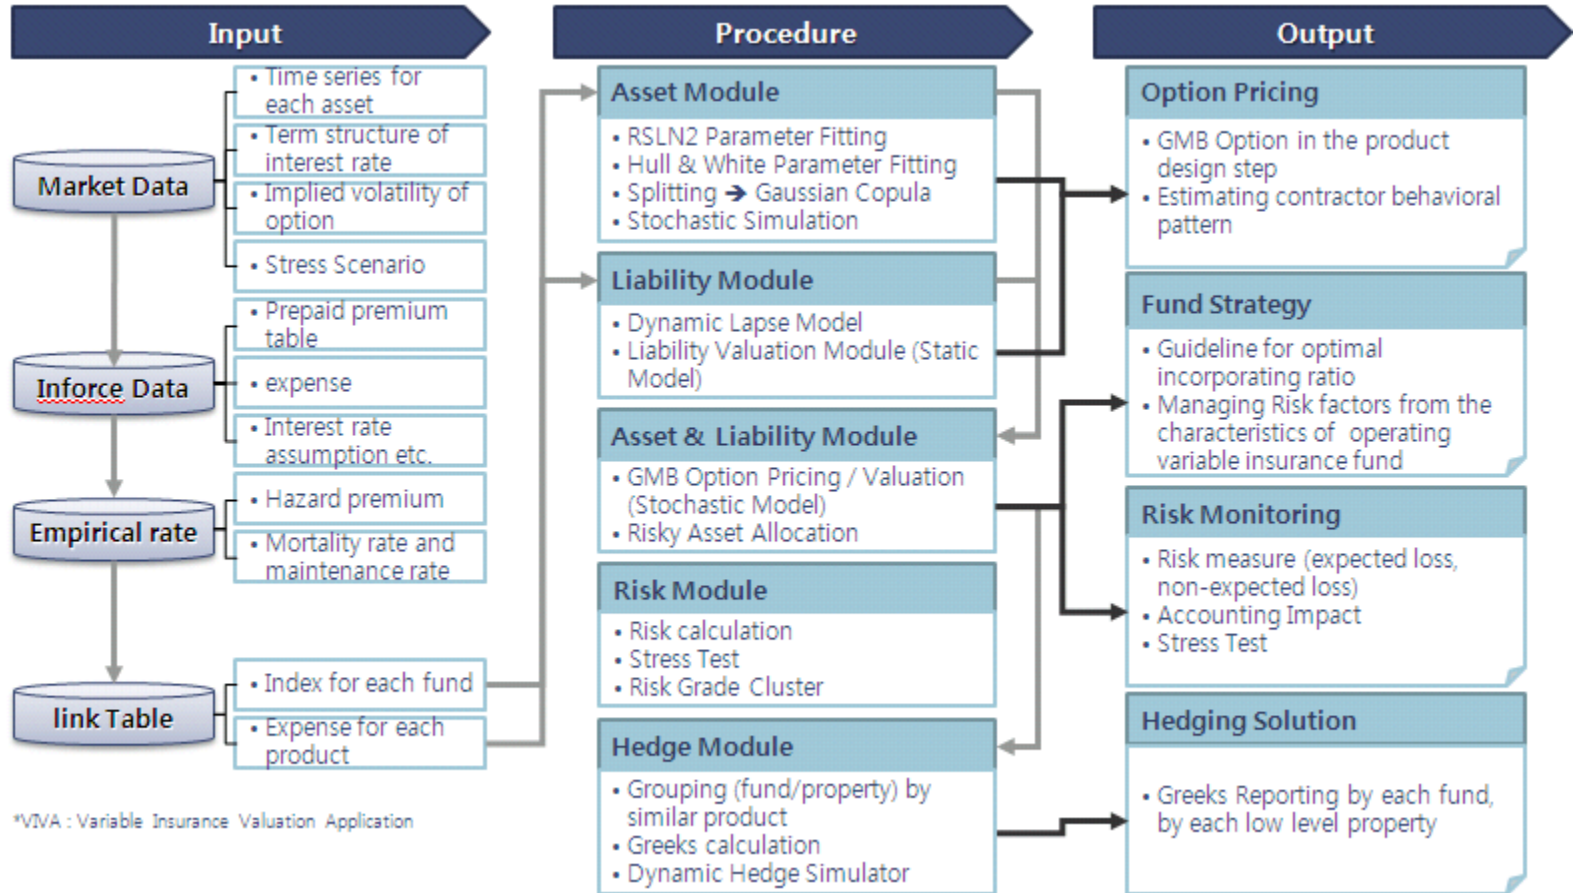 Input
Market Data
• Time series for
each asset
• Term structure of
interest rate
• Implied volatility of
option
• Stress Scenario
Inforce Data
• Prepaid premium
table
• expense
• Interest rate
assumption etc.
Empirical rate
• Hazard premium
• Mortality rate and
maintenance rate
link Table
• Index for each fund
• Expense for each
product
*VIVA : Variable Insurance Valuation Application
Procedure
Asset Module
• RSLN2 Parameter Fitting
• Hull & White Parameter Fitting
• Splitting ➔ Gaussian Copula
• Stochastic Simulation
Liability Module
• Dynamic Lapse Model
• Liability Valuation Module (Static
Model)
Asset & Liability Module
• GMB Option Pricing / Valuation
(Stochastic Model)
• Risky Asset Allocation
Risk Module
• Risk calculation
• Stress Test
• Risk Grade Cluster
Hedge Module
• Grouping (fund/property) by
similar product
• Greeks calculation
• Dynamic Hedge Simulator
Output
Option Pricing
• GMB Option in the product
design step
• Estimating contractor behavioral
pattern
Fund Strategy
• Guideline for optimal
incorporating ratio
• Managing Risk factors from the
characteristics of operating
variable insurance fund
Risk Monitoring
• Risk measure (expected loss,
non-expected loss)
• Accounting Impact
• Stress Test
Hedging Solution
• Greeks Reporting by each fund,
by each low level property